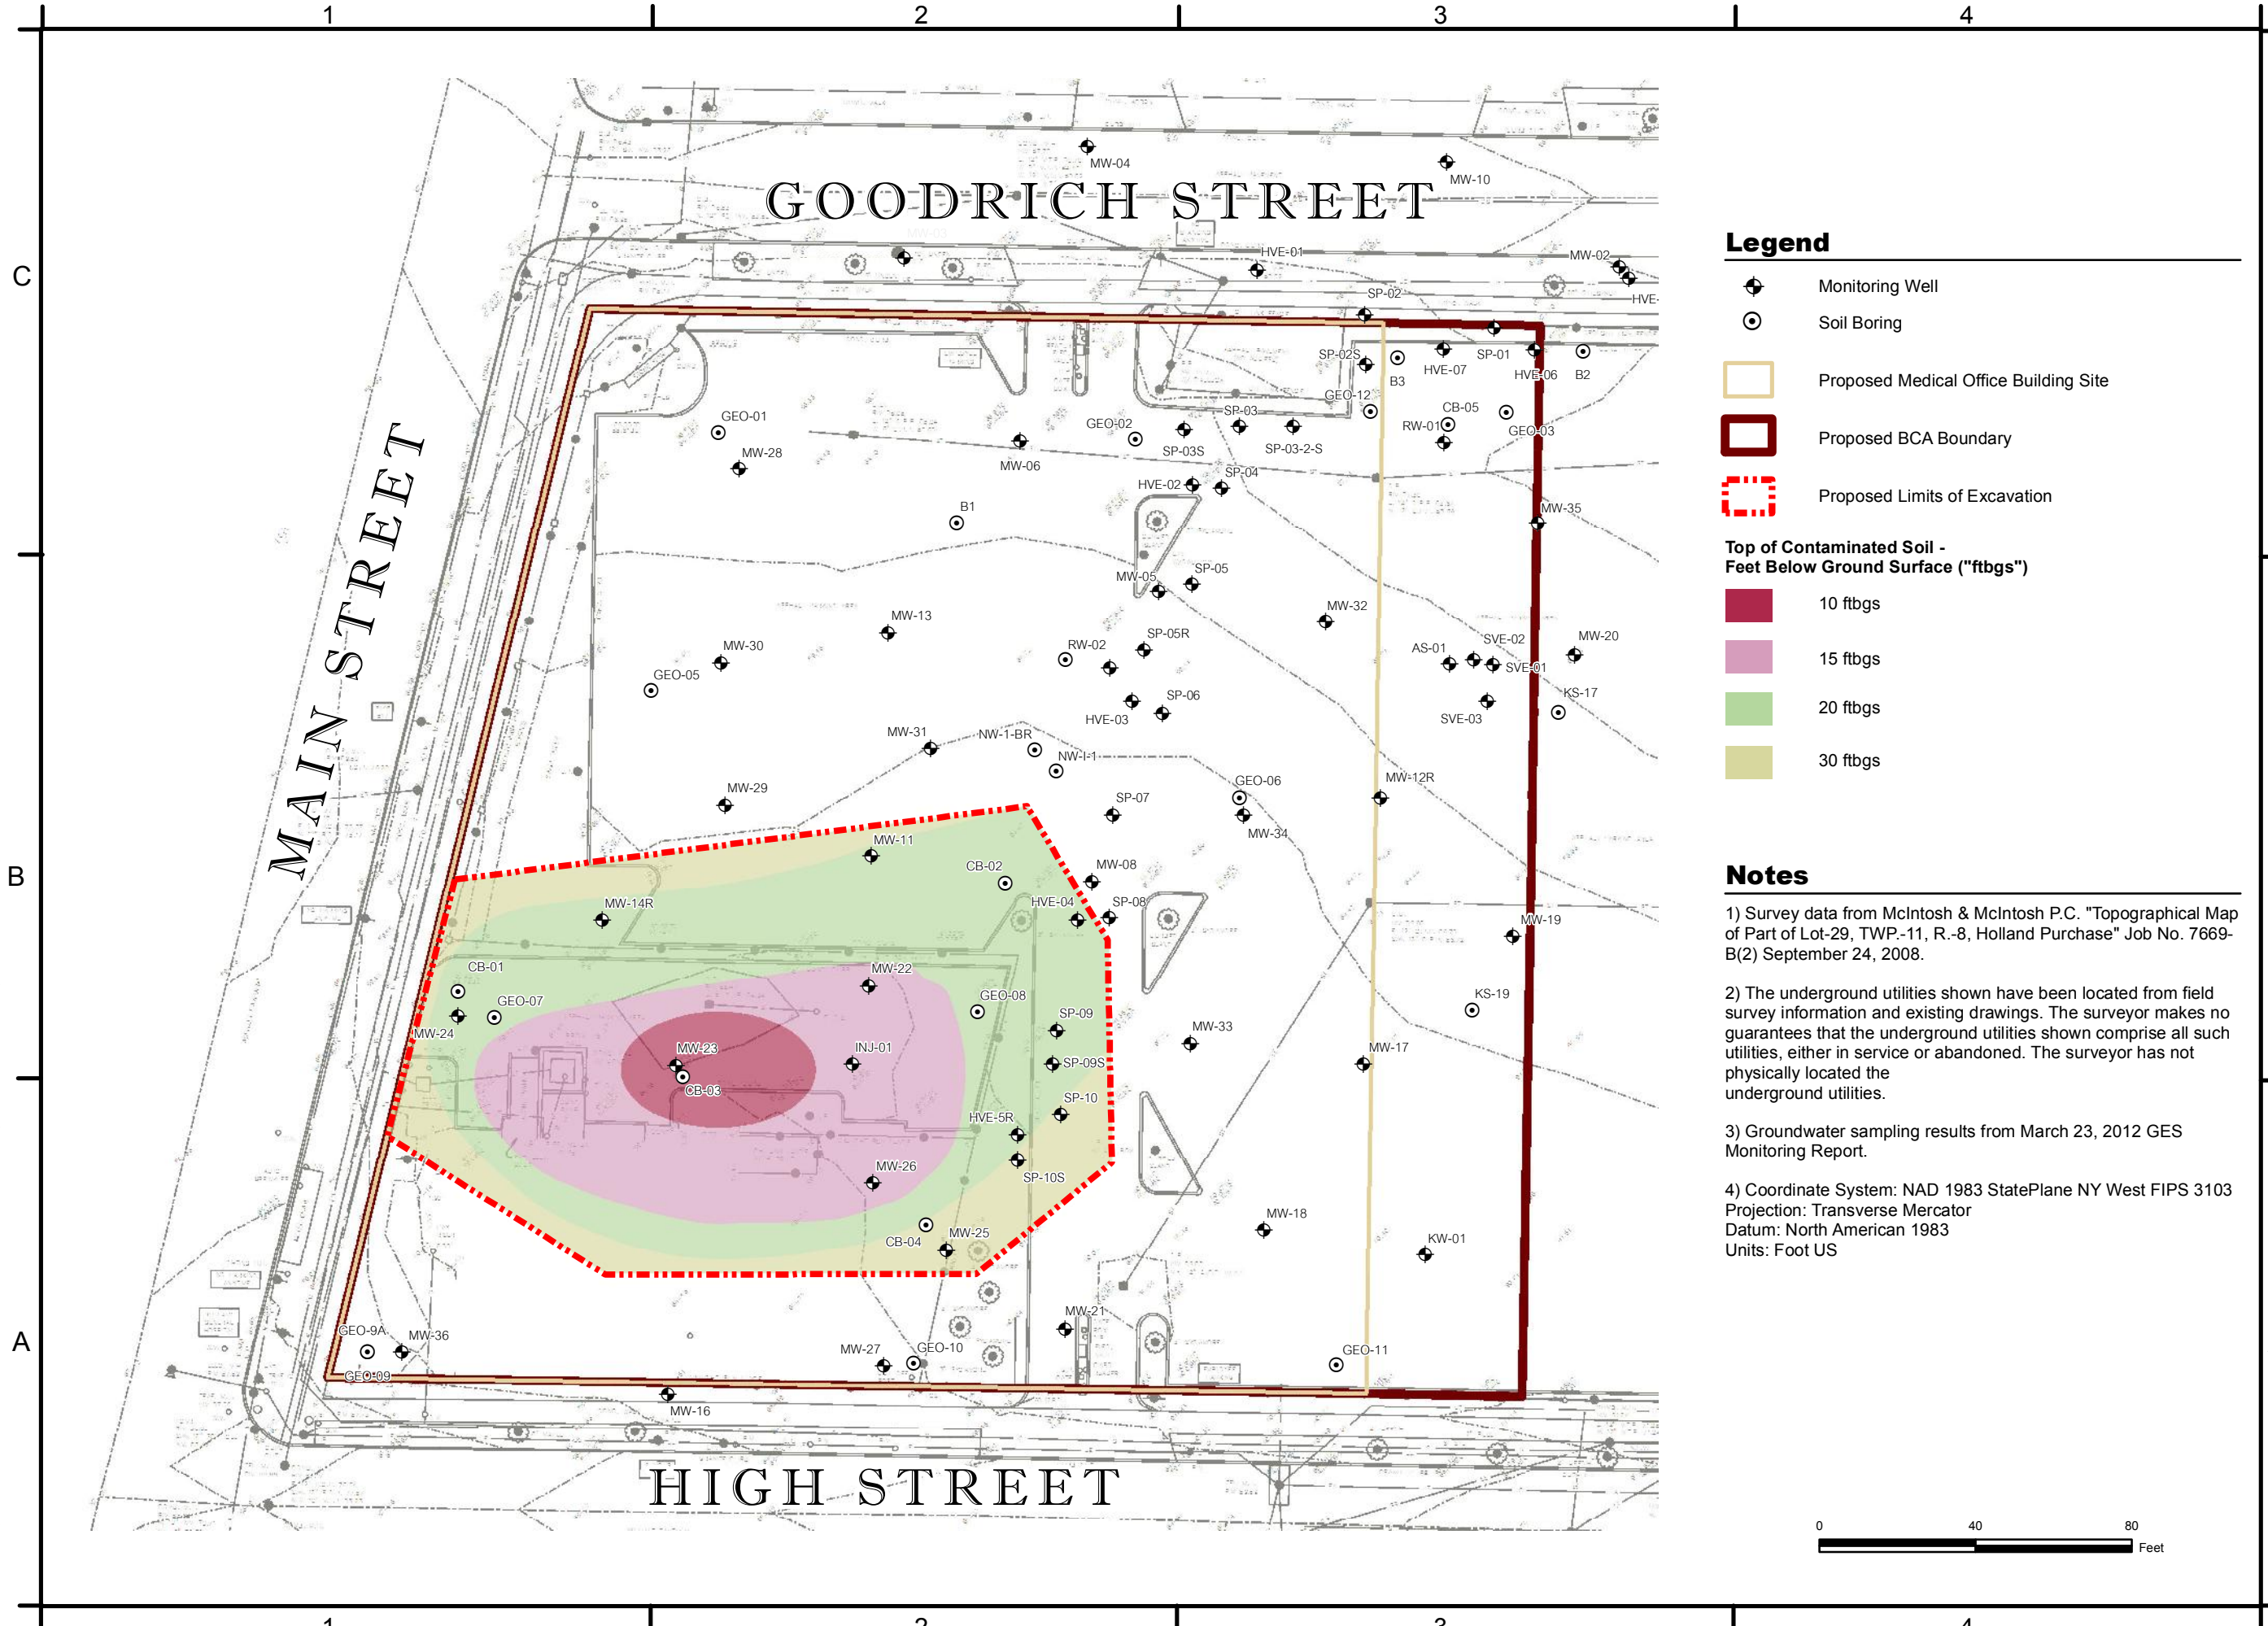 1
2
3
4
C
B
A
GOODRICH STREET
MAIN STREET
HIGH STREET
MW-04
MW-10
MW-03
HVE-01
MW-02
HVE-
SP-02
SP-02S
B3
HVE-07
SP-01
HVE-06
B2
GEO-12
CB-05
RW-01
GEO-03
GEO-01
MW-28
MW-06
GEO-02
SP-03
SP-03S
SP-03-2-S
HVE-02
SP-04
B1
MW-35
MW-05
SP-05
MW-13
MW-32
MW-30
RW-02
SP-05R
AS-01
SVE-02
SVE-01
MW-20
GEO-05
HVE-03
SP-06
SVE-03
KS-17
MW-31
NW-1-BR
NW-I-1
MW-29
SP-07
GEO-06
MW-34
MW-12R
MW-11
CB-02
MW-08
MW-14R
HVE-04
SP-08
MW-19
CB-01
GEO-07
MW-24
MW-22
GEO-08
SP-09
KS-19
MW-33
MW-23
CB-03
INJ-01
SP-09S
MW-17
SP-10
HVE-5R
SP-10S
MW-26
CB-04
MW-25
MW-18
KW-01
MW-21
GEO-9A
MW-36
GEO-09
MW-27
GEO-10
GEO-11
MW-16
Legend
Monitoring Well
Soil Boring
Proposed Medical Office Building Site
Proposed BCA Boundary
Proposed Limits of Excavation
Top of Contaminated Soil -
Feet Below Ground Surface ("ftbgs")
10 ftbgs
15 ftbgs
20 ftbgs
30 ftbgs
Notes
1) Survey data from McIntosh & McIntosh P.C. "Topographical Map
of Part of Lot-29, TWP.-11, R.-8, Holland Purchase" Job No. 7669-
B(2) September 24, 2008.
2) The underground utilities shown have been located from field
survey information and existing drawings. The surveyor makes no
guarantees that the underground utilities shown comprise all such
utilities, either in service or abandoned. The surveyor has not
physically located the
underground utilities.
3) Groundwater sampling results from March 23, 2012 GES
Monitoring Report.
4) Coordinate System: NAD 1983 StatePlane NY West FIPS 3103
Projection: Transverse Mercator
Datum: North American 1983
Units: Foot US
0
40
80
Feet
1
2
3
4